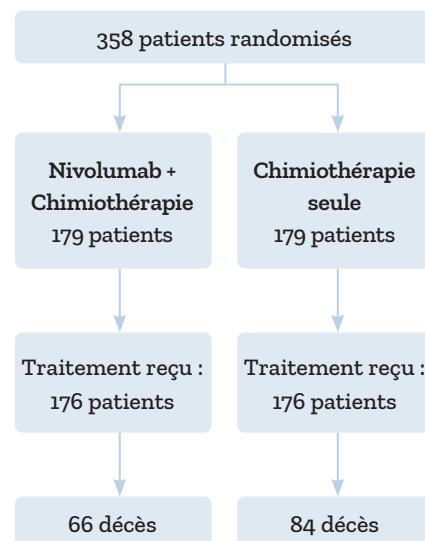 358 patients randomisés
Nivolumab +
Chimiothérapie
179 patients
Chimiothérapie
seule
179 patients
Traitement reçu :
176 patients
Traitement reçu :
176 patients
66 décès
84 décès